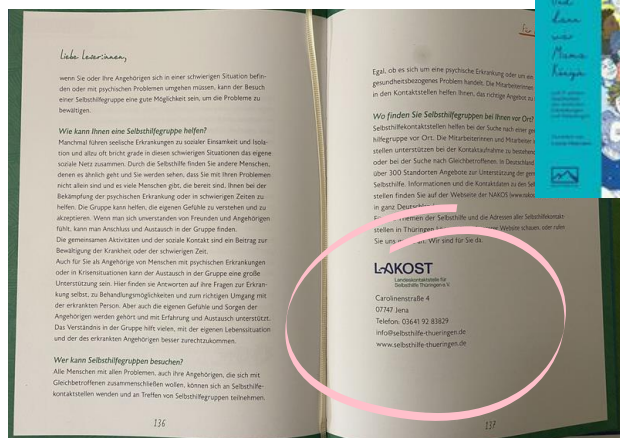 Liebe Leser:innen,
wenn Sie oder Ihre Angehörigen sich in einer schwierigen Situation befin-
den oder mit psychischen Problemen umgehen müssen, kann der Besuch
einer Selbsthilfegruppe eine gute Möglichkeit sein, um die Probleme zu
bewältigen.
Wie kann Ihnen eine Selbsthilfegruppe helfen?
Manchmal führen seelische Erkrankungen zu sozialer Einsamkeit und Isola-
tion und allzu oft bricht grade in diesen schwierigen Situationen das eigene
soziale Netz zusammen. Durch die Selbsthilfe finden Sie andere Menschen,
denen es ähnlich geht und Sie werden sehen, dass Sie mit Ihren Problemen
nicht allein sind und es viele Menschen gibt, die bereit sind, Ihnen bei der
Bekämpfung der psychischen Erkrankung oder in schwierigen Zeiten zu
helfen. Die Gruppe kann helfen, die eigenen Gefühle zu verstehen und zu
akzeptieren. Wenn man sich unverstanden von Freunden und Angehörigen
fühlt, kann man Anschluss und Austausch in der Gruppe finden.
Die gemeinsamen Aktivitäten und der soziale Kontakt sind ein Beitrag zur
Bewältigung der Krankheit oder der schwierigen Zeit.
Auch für Sie als Angehörige von Menschen mit psychischen Erkrankungen
oder in Krisensituationen kann der Austausch in der Gruppe eine große
Unterstützung sein. Hier finden sie Antworten auf ihre Fragen zur Erkran-
kung selbst, zu Behandlungsmöglichkeiten und zum richtigen Umgang mit
der erkrankten Person. Aber auch die eigenen Gefühle und Sorgen der
Angehörigen werden gehört und mit Erfahrung und Austausch unterstützt.
Das Verständnis in der Gruppe hilft vielen, mit der eigenen Lebenssituation
und der des erkrankten Angehörigen besser zurechtzukommen.
Wer kann Selbsthilfegruppen besuchen?
Alle Menschen mit allen Problemen, auch ihre Angehörigen, die sich mit
Gleichbetroffenen zusammenschließen wollen, können sich an Selbsthilfe-
kontaktstellen wenden und an Treffen von Selbsthilfegruppen teilnehmen.
136
Egal, ob es sich um eine psychische Erkrankung oder um ein
gesundheitsbezogenes Problem handelt. Die Mitarbeiterinnen
in den Kontaktstellen helfen Ihnen, das richtige Angebot zu
Wo finden Sie Selbsthilfegruppen bei Ihnen vor Ort?
Selbsthilfekontaktstellen helfen bei der Suche nach einer
hilfegruppe vor Ort. Die Mitarbeiterinnen und Mitarbeiter
stellen unterstützen bei der Kontaktaufnahme zu bestehenden
oder bei der Suche nach Gleichbetroffenen. In Deutschland
über 300 Standorten Angebote zur Unterstützung der
Selbsthilfe. Informationen und die Kontaktdaten zu den
stellen finden Sie auf der Webseite der NAKOS
in ganz
Themen der Selbsthilfe und die Adressen aller Selbsthilfekontakt-
stellen in Thüringen Website schauen, oder rufen
Sie uns Wir sind für Sie da.
LAKOST
Landeskontaktstelle für
Selbsthilfe Thüringen e.V.
Carolinenstraße 4
07747 Jena
Telefon: 03641 92 83829
info@selbsthilfe-thueringen.de
www.selbsthilfe-thueringen.de
137
Und
dann
war
Mama
Königin